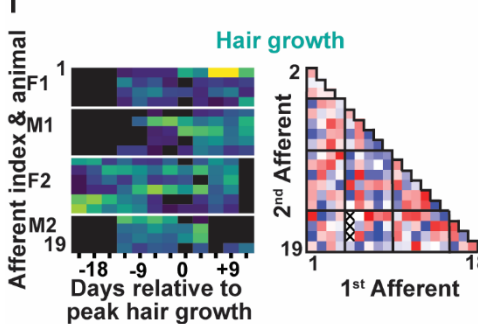 Hair growth
Afferent index & animal
1
F1
M1
F2
M2
19
-18 -9 0 +9
Days relative to
peak hair growth
2nd Afferent
2
19
1 18
1st Afferent